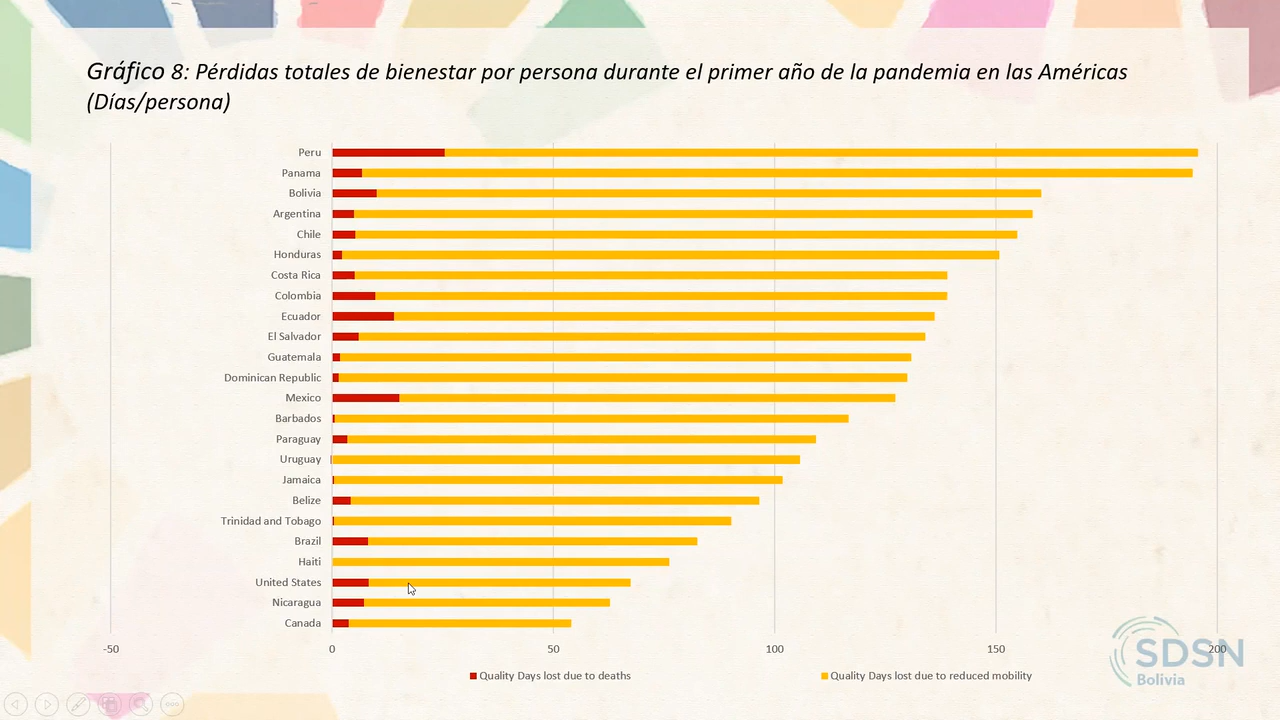 Gráfico 8: Pérdidas totales de bienestar por persona durante el primer año de la pandemia en las Américas
(Días/persona)
Peru
Panama
Bolivia
Argentina
Chile
Honduras
Costa Rica
Colombia
Ecuador
El Salvador
Guatemala
Dominican Republic
Mexico
Barbados
Paraguay
Uruguay
Jamaica
Belize
Trinidad and Tobago
Brazil
Haiti
United States
Nicaragua
Canada
-50 0 50 100 150 200
Quality Days lost due to deaths Quality Days lost due to reduced mobility
SDSN
Bolivia